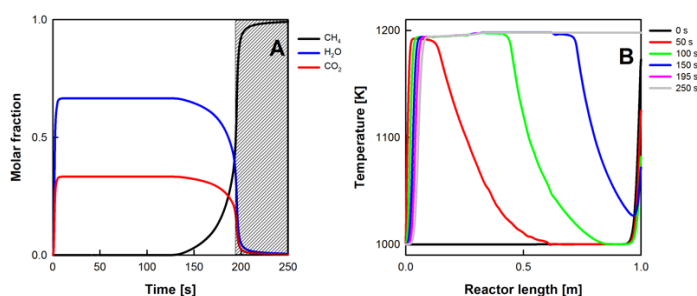 A
CH₄
H₂O
CO₂
Molar fraction
1.0
0.5
0.0
0 50 100 150 200 250
Time [s]
B
0 s
50 s
100 s
150 s
195 s
250 s
Temperature [K]
1200
1100
1000
0.0 0.5 1.0
Reactor length [m]